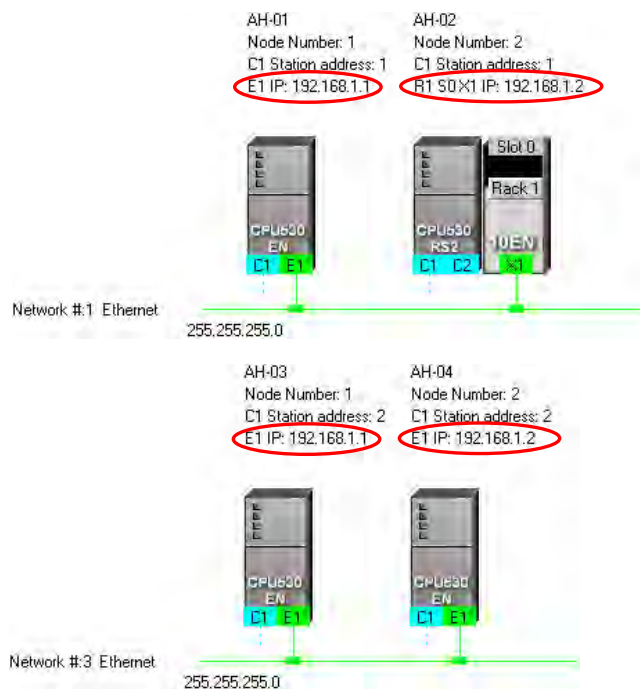 AH-01
Node Number: 1
C1 Station address: 1
E1 IP: 192.168.1.1
AH-02
Node Number: 2
C1 Station address: 1
R1 S0 X1 IP: 192.168.1.2
CPU530
EN
C1 E1
CPU530
RS2
C1 C2
Slot 0
Rack 1
10EN
X1
Network #:1 Ethernet
255.255.255.0
AH-03
Node Number: 1
C1 Station address: 2
E1 IP: 192.168.1.1
AH-04
Node Number: 2
C1 Station address: 2
E1 IP: 192.168.1.2
CPU530
EN
C1 E1
CPU530
EN
C1 E1
Network #:3 Ethernet
255.255.255.0